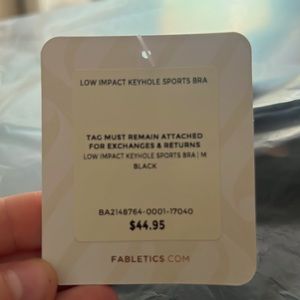 LOW IMPACT KEYHOLE SPORTS BRA
TAG MUST REMAIN ATTACHED
FOR EXCHANGES & RETURNS
LOW IMPACT KEYHOLE SPORTS BRA | M
BLACK
BA2148764-0001-17040
$44.95
FABLETICS.COM